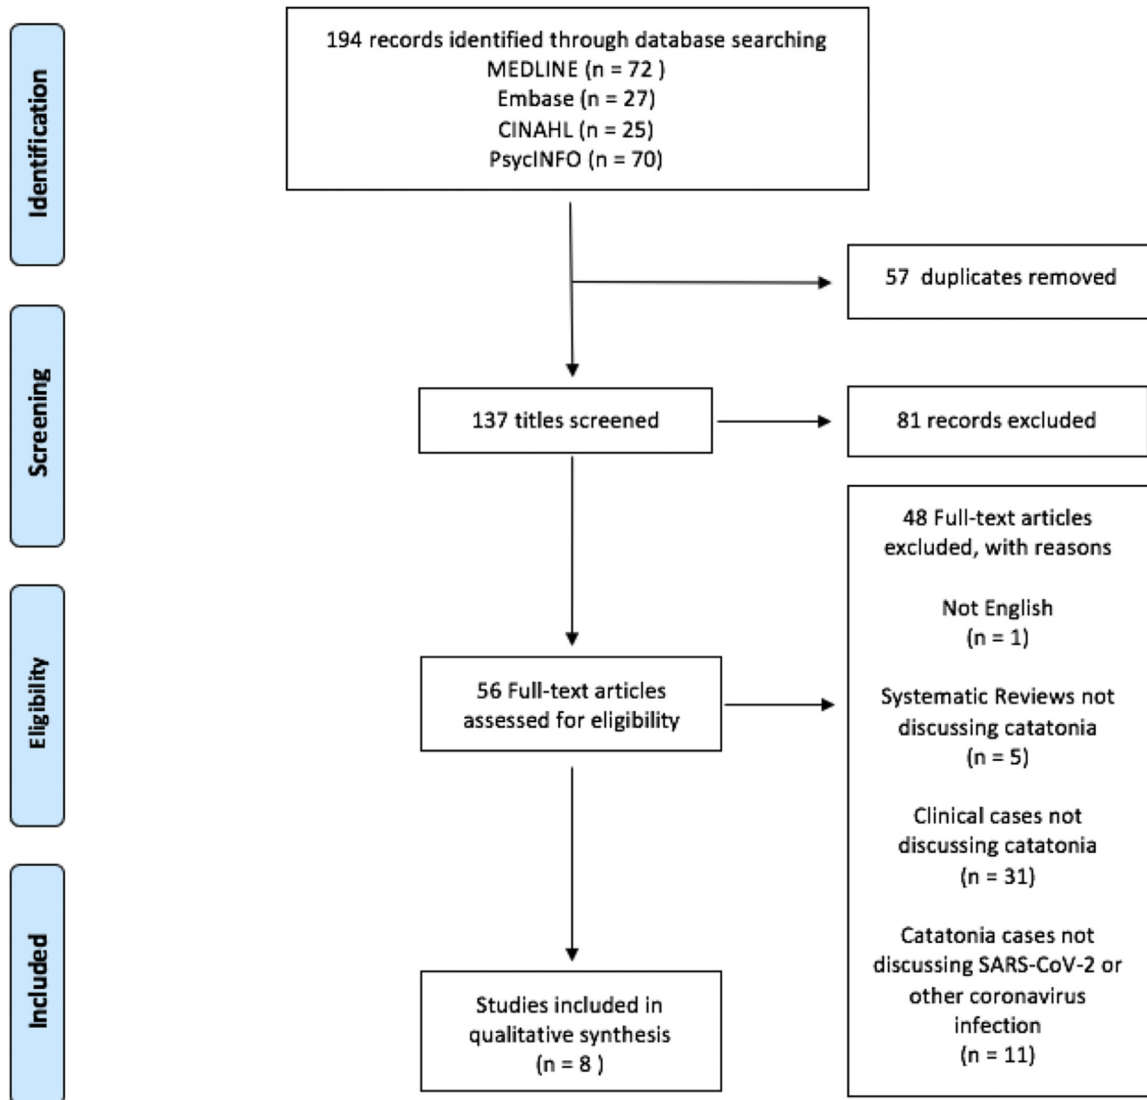 Identification
194 records identified through database searching
MEDLINE (n = 72 )
Embase (n = 27)
CINAHL (n = 25)
PsycINFO (n = 70)
57 duplicates removed
Screening
137 titles screened
81 records excluded
Eligibility
56 Full-text articles
assessed for eligibility
48 Full-text articles
excluded, with reasons
Not English
(n = 1)
Systematic Reviews not
discussing catatonia
(n = 5)
Clinical cases not
discussing catatonia
(n = 31)
Catatonia cases not
discussing SARS-CoV-2 or
other coronavirus
infection
(n = 11)
Included
Studies included in
qualitative synthesis
(n = 8 )